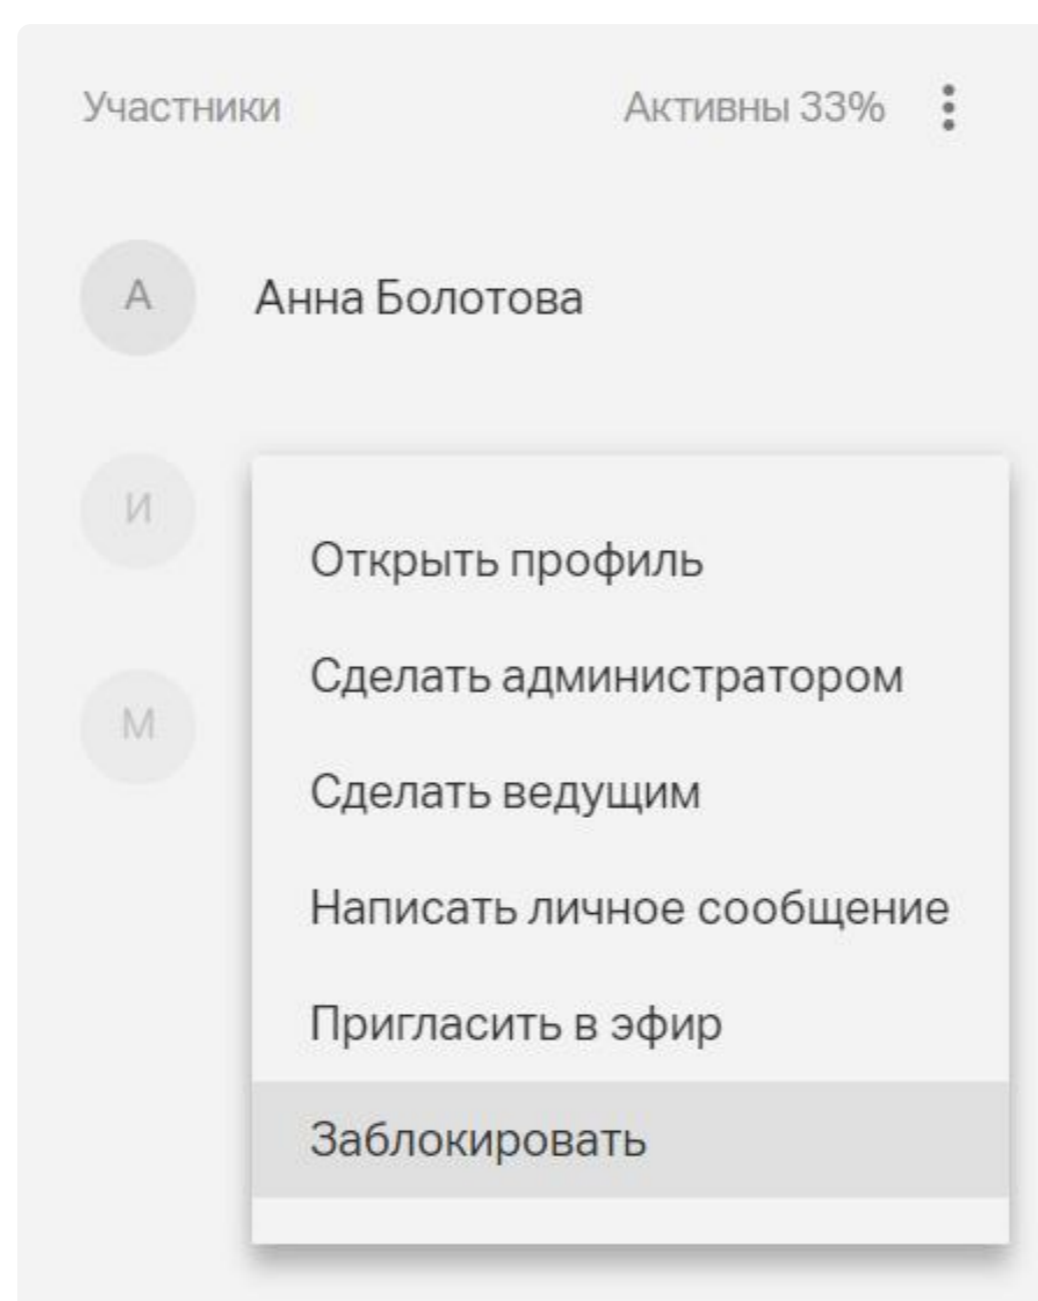 Участники Активны 33%
А Анна Болотова
И
М
Открыть профиль
Сделать администратором
Сделать ведущим
Написать личное сообщение
Пригласить в эфир
Заблокировать